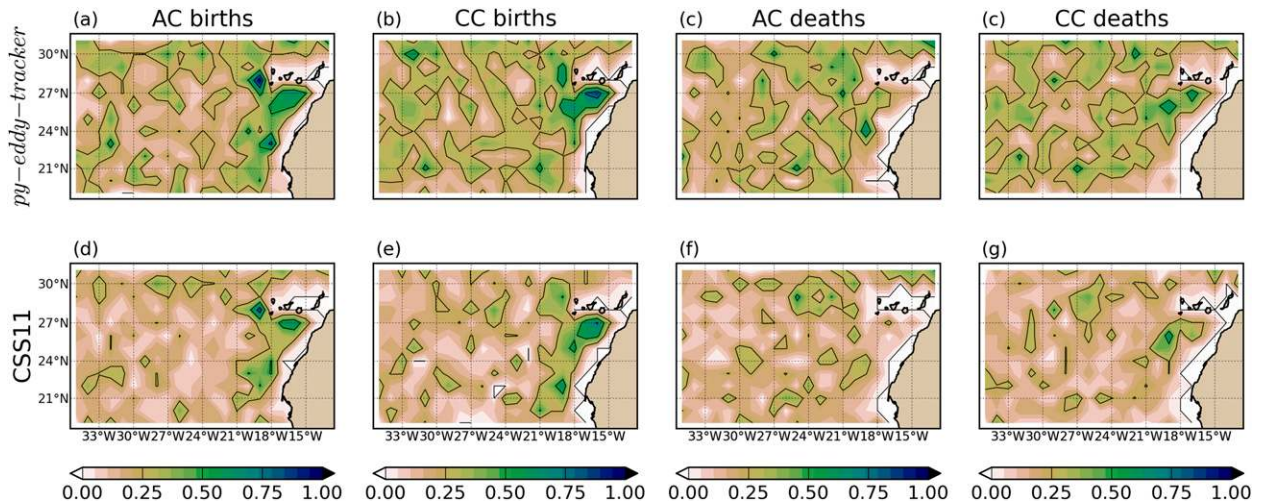 AC births
CC births
AC deaths
CC deaths
(a)
(b)
(c)
(c)
py−eddy−tracker
30°N
27°N
24°N
21°N
(d)
(e)
(f)
(g)
CSS11
30°N
27°N
24°N
21°N
33°W30°W27°W24°W21°W18°W15°W
33°W30°W27°W24°W21°W18°W15°W
33°W30°W27°W24°W21°W18°W15°W
33°W30°W27°W24°W21°W18°W15°W
0.00 0.25 0.50 0.75 1.00
0.00 0.25 0.50 0.75 1.00
0.00 0.25 0.50 0.75 1.00
0.00 0.25 0.50 0.75 1.00